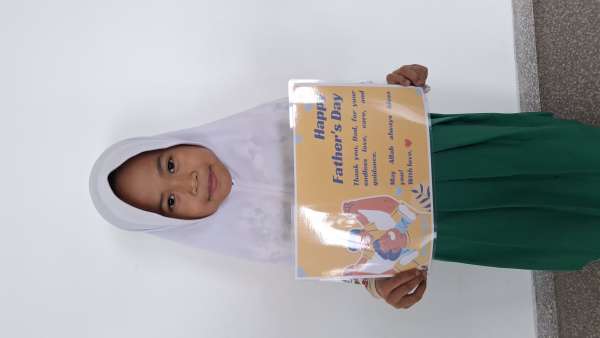 Happy
Father's Day
Thank you, Dad, for your
endless love, care, and
guidance.
May Allah always bless
you!
With love, ❤️